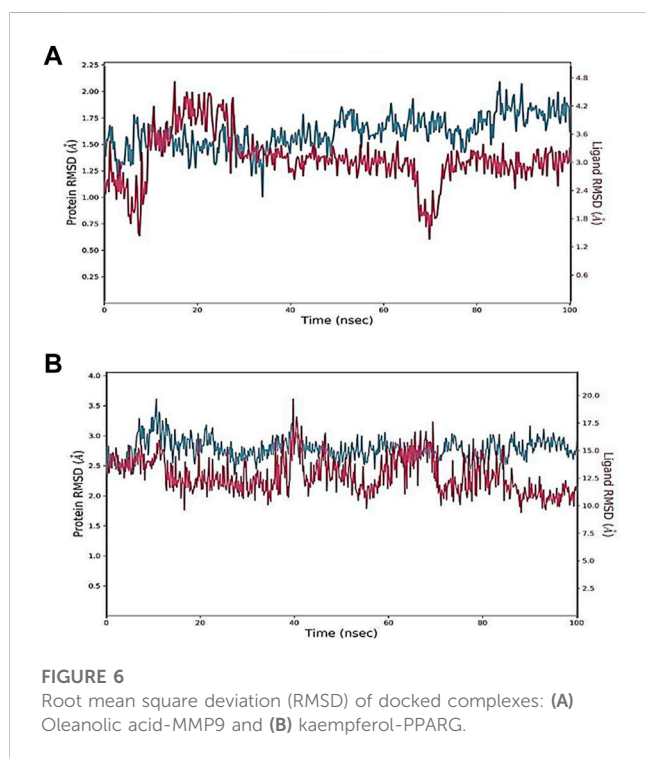 A
2.25
2.00
1.75
1.50
1.25
1.00
0.75
0.50
0.25
Protein RMSD (Å)
4.8
4.2
3.6
3.0
2.4
1.8
1.2
0.6
Ligand RMSD (Å)
0 20 40 60 80 100
Time (nsec)
B
4.0
3.5
3.0
2.5
2.0
1.5
1.0
0.5
Protein RMSD (Å)
20.0
17.5
15.0
12.5
10.0
7.5
5.0
2.5
Ligand RMSD (Å)
0 20 40 60 80 100
Time (nsec)
FIGURE 6
Root mean square deviation (RMSD) of docked complexes: (A)
Oleanolic acid-MMP9 and (B) kaempferol-PPARG.